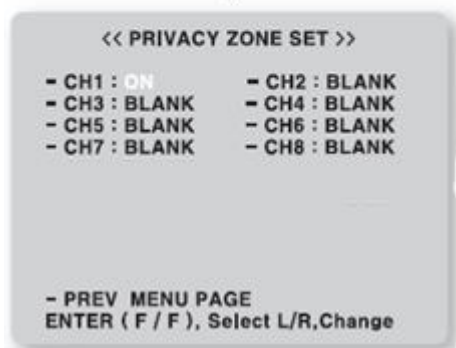 << PRIVACY ZONE SET >>
- CH1 : ON - CH2 : BLANK
- CH3 : BLANK - CH4 : BLANK
- CH5 : BLANK - CH6 : BLANK
- CH7 : BLANK - CH8 : BLANK
- PREV MENU PAGE
ENTER ( F / F ), Select L/R,Change